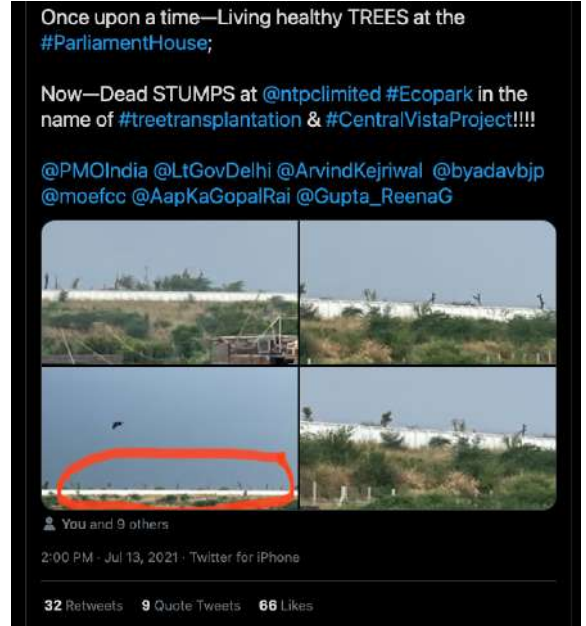 Once upon a time—Living healthy TREES at the
#ParliamentHouse;
Now—Dead STUMPS at @ntpclimited #Ecopark in the
name of #treetransplantation & #CentralVistaProject!!!!
@PMOIndia @LtGovDelhi @ArvindKejriwal @byadavbjp
@moefcc @AapKaGopalRai @Gupta_ReenaG
You and 9 others
2:00 PM · Jul 13, 2021 · Twitter for iPhone
32 Retweets 9 Quote Tweets 66 Likes